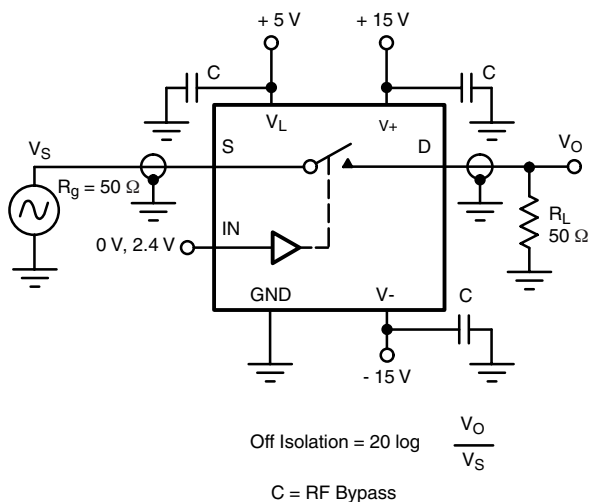 + 5 V
+ 15 V
C
C
V_L
V+
V_S
S
D
V_O
R_g = 50 Ω
R_L
50 Ω
IN
0 V, 2.4 V
GND
V-
C
- 15 V
Off Isolation = 20 log V_O / V_S
C = RF Bypass